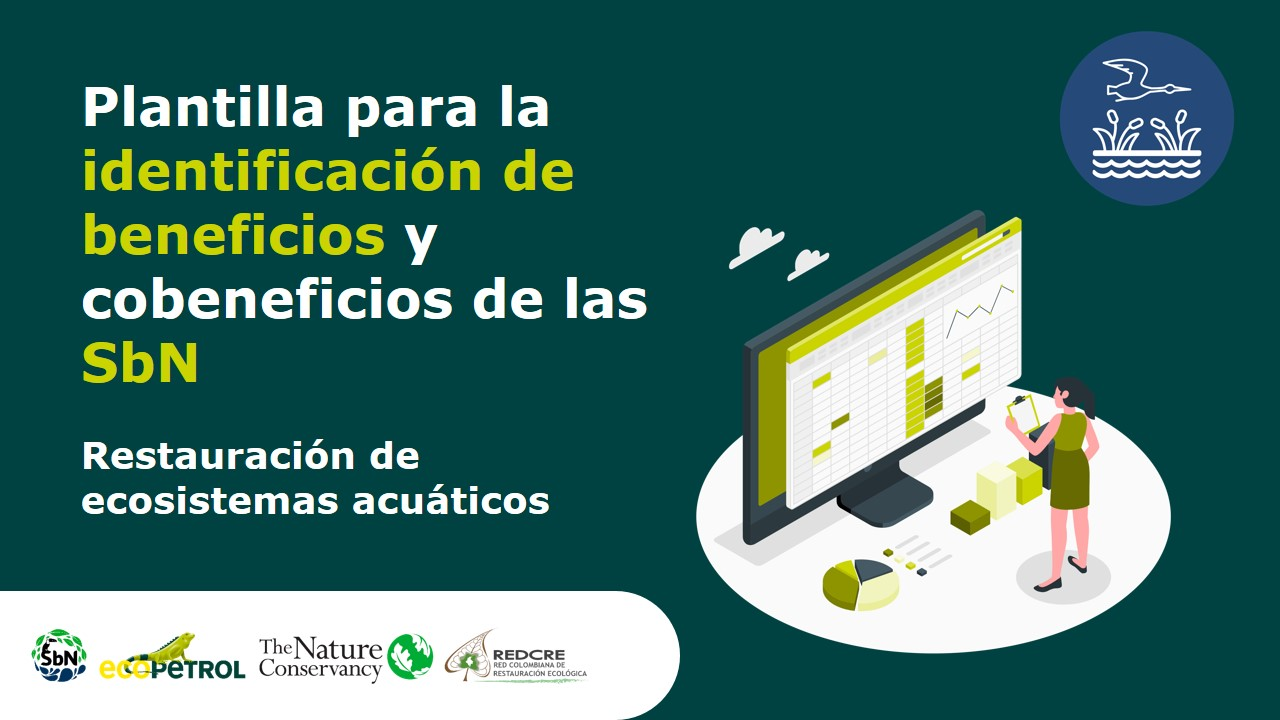 Plantilla para la
identificación de
beneficios y
cobeneficios de las
SbN
Restauración de
ecosistemas acuáticos
SbN
ecopetrol
The Nature
Conservancy
REDCRE
RED COLOMBIANA DE
RESTAURACIÓN ECOLÓGICA